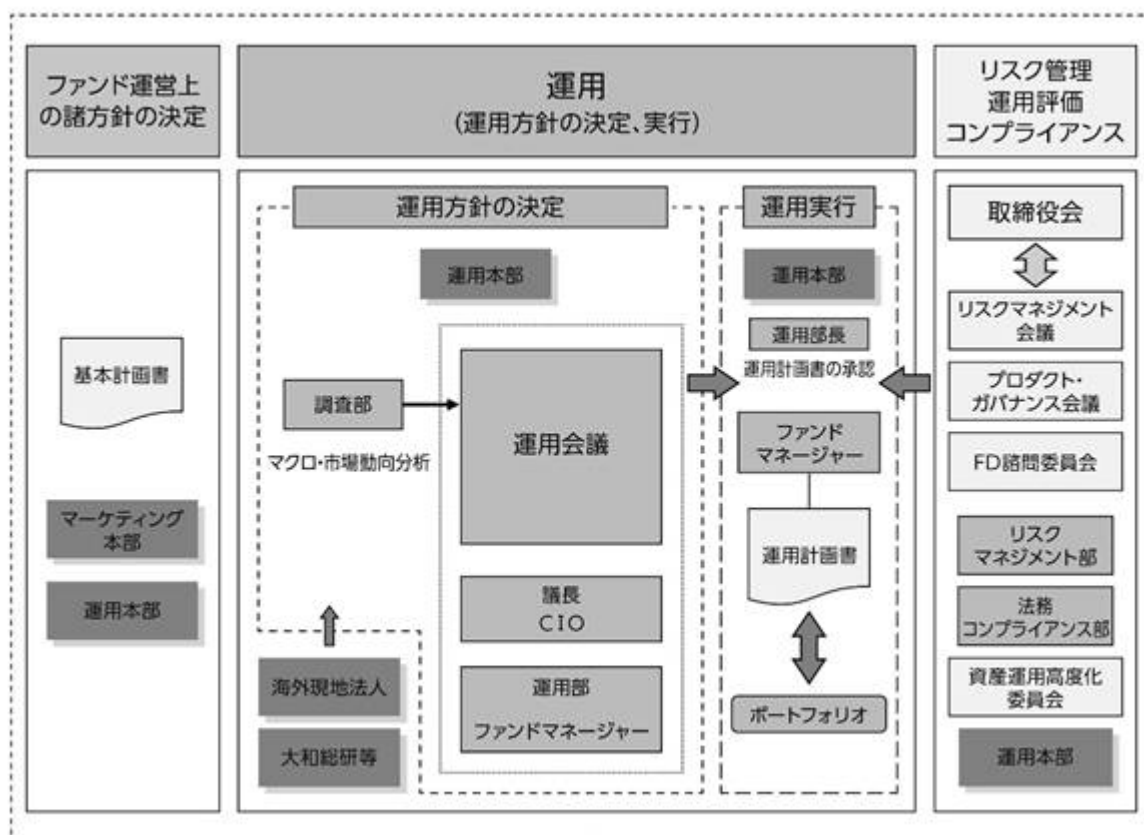 ファンド運営上
の諸方針の決定
運用
(運用方針の決定、実行)
リスク管理
運用評価
コンプライアンス
基本計画書
マーケティング
本部
運用本部
運用方針の決定
運用本部
調査部
マクロ・市場動向分析
運用会議
議長
CIO
運用部
ファンドマネージャー
海外現地法人
大和総研等
運用実行
運用本部
運用部長
運用計画書の承認
ファンド
マネージャー
運用計画書
ポートフォリオ
取締役会
リスクマネジメント
会議
プロダクト・
ガバナンス会議
FD諮問委員会
リスク
マネジメント部
法務
コンプライアンス部
資産運用高度化
委員会
運用本部